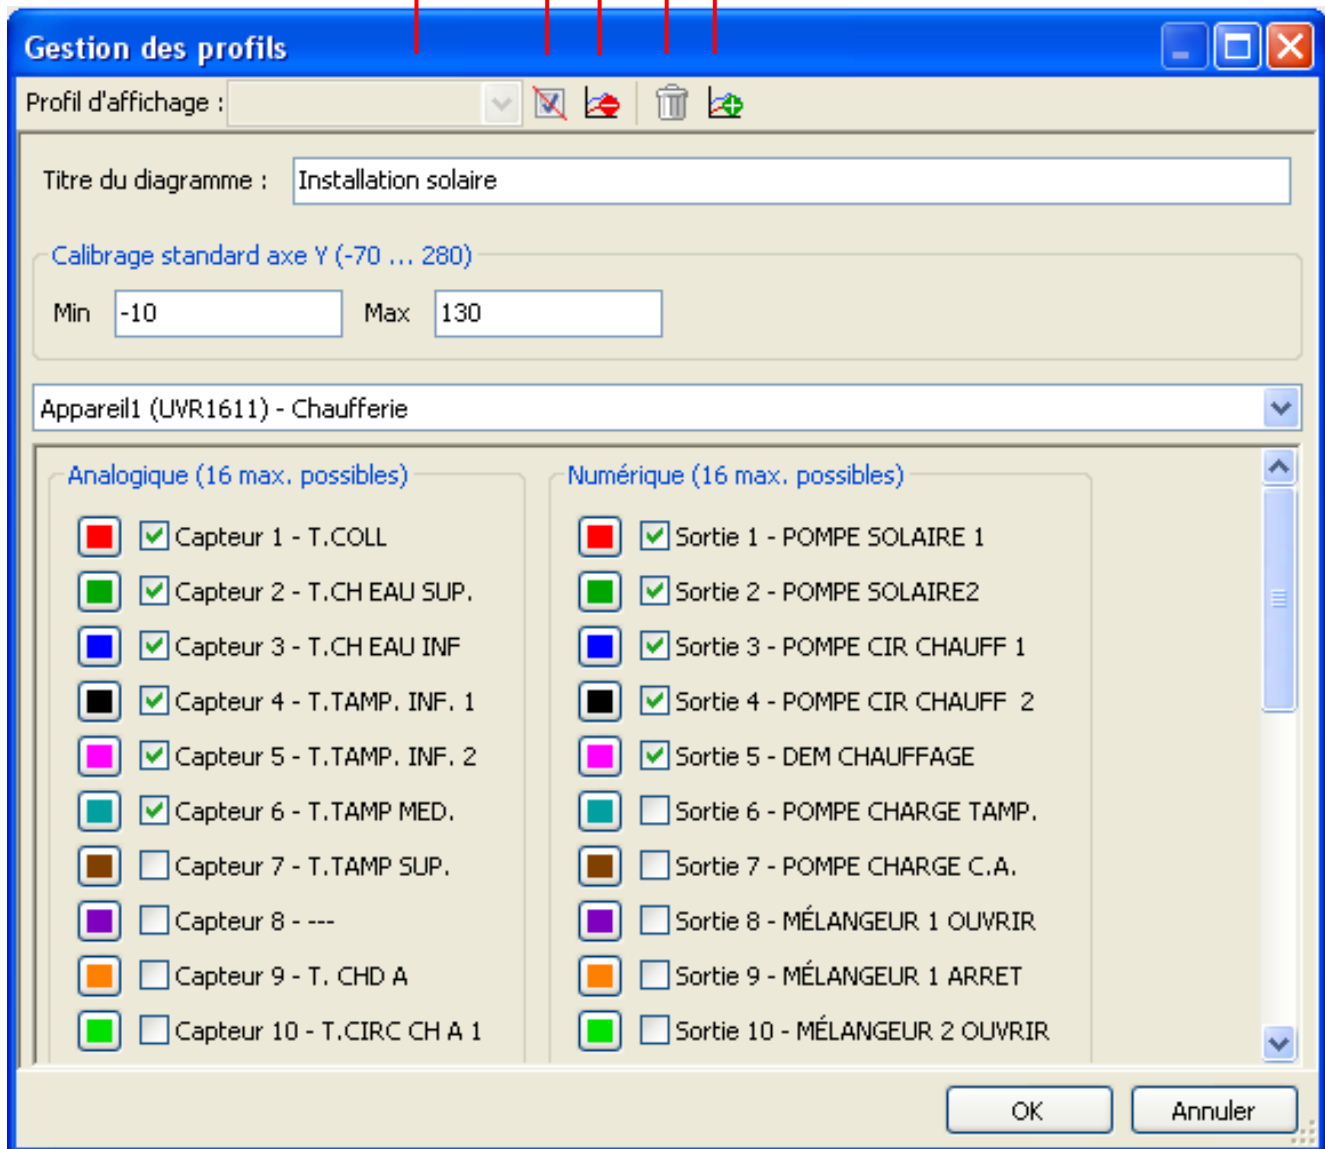 Gestion des profils
Profil d'affichage :
Titre du diagramme : Installation solaire
Calibrage standard axe Y (-70 ... 280)
Min -10 Max 130
Appareil1 (UVR1611) - Chaufferie
Analogique (16 max. possibles) Numérique (16 max. possibles)
Capteur 1 - T.COLL Sortie 1 - POMPE SOLAIRE 1
Capteur 2 - T.CH EAU SUP. Sortie 2 - POMPE SOLAIRE2
Capteur 3 - T.CH EAU INF Sortie 3 - POMPE CIR CHAUFF 1
Capteur 4 - T.TAMP. INF. 1 Sortie 4 - POMPE CIR CHAUFF  2
Capteur 5 - T.TAMP. INF. 2 Sortie 5 - DEM CHAUFFAGE
Capteur 6 - T.TAMP MED. Sortie 6 - POMPE CHARGE TAMP.
Capteur 7 - T.TAMP SUP. Sortie 7 - POMPE CHARGE C.A.
Capteur 8 - --- Sortie 8 - MÉLANGEUR 1 OUVRIR
Capteur 9 - T. CHD A Sortie 9 - MÉLANGEUR 1 ARRET
Capteur 10 - T.CIRC CH A 1 Sortie 10 - MÉLANGEUR 2 OUVRIR
OK Annuler